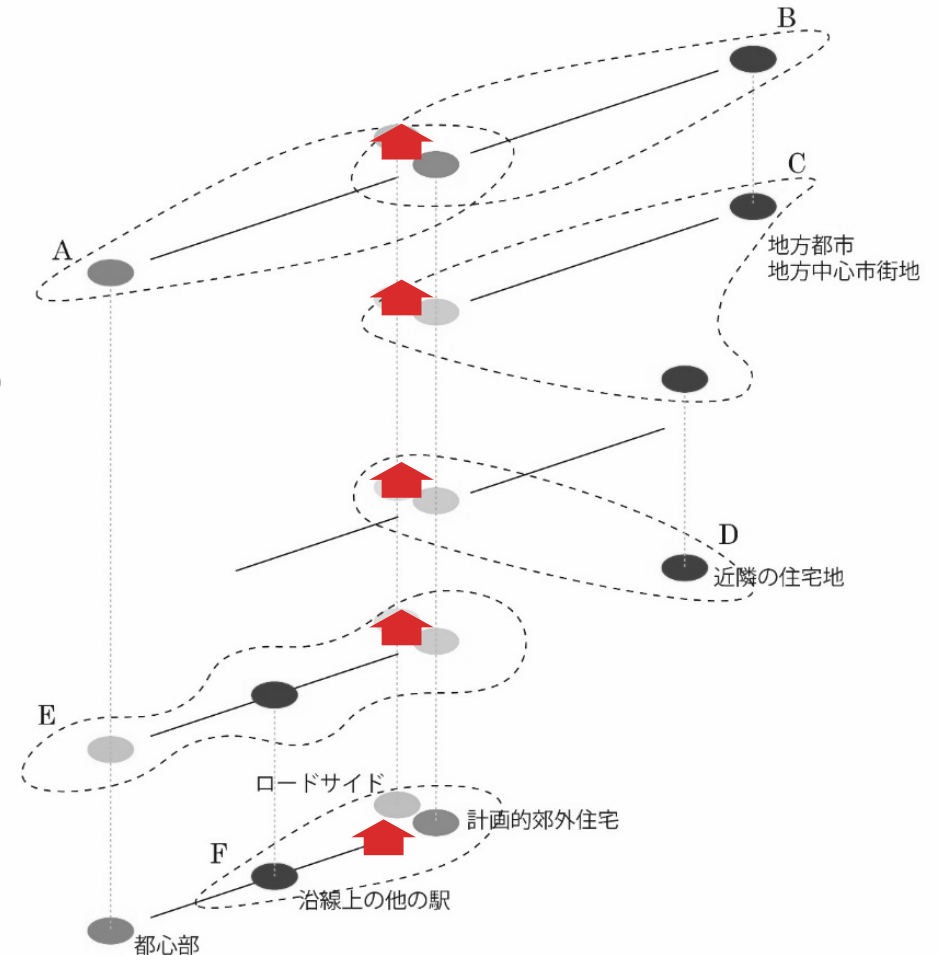 B
C
地方都市
地方中心市街地
A
D
近隣の住宅地
E
ロードサイド
計画的郊外住宅
F
沿線上の他の駅
都心部